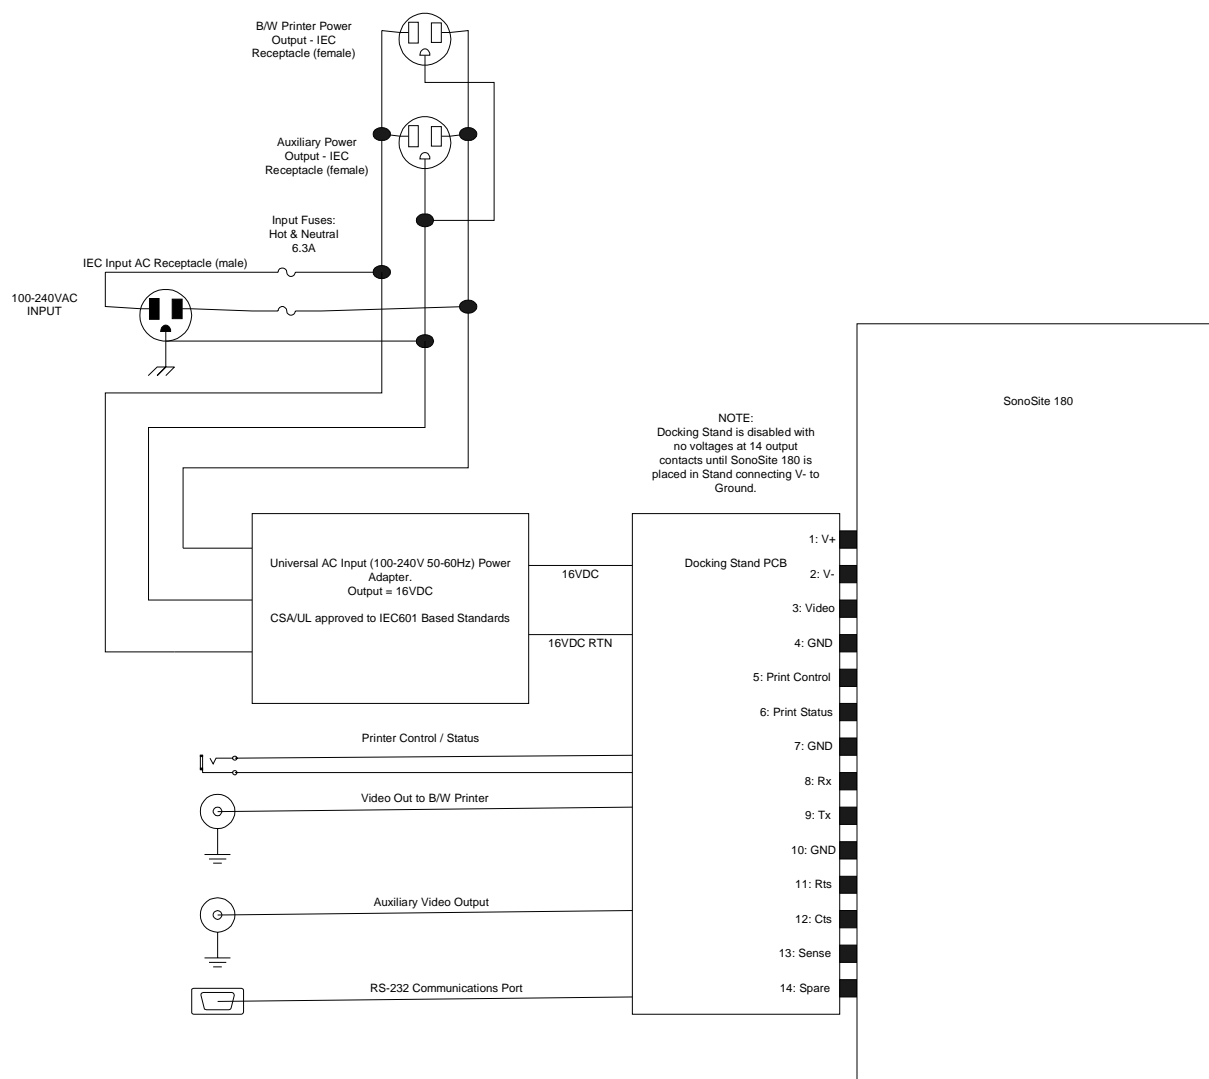 B/W Printer Power
Output - IEC
Receptacle (female)
Auxiliary Power
Output - IEC
Receptacle (female)
Input Fuses:
Hot & Neutral
6.3A
IEC Input AC Receptacle (male)
100-240VAC
INPUT
SonoSite 180
NOTE:
Docking Stand is disabled with
no voltages at 14 output
contacts until SonoSite 180 is
placed in Stand connecting V- to
Ground.
Universal AC Input (100-240V 50-60Hz) Power
Adapter.
Output = 16VDC
CSA/UL approved to IEC601 Based Standards
16VDC
16VDC RTN
Docking Stand PCB
1: V+
2: V-
3: Video
4: GND
5: Print Control
6: Print Status
7: GND
8: Rx
9: Tx
10: GND
11: Rts
12: Cts
13: Sense
14: Spare
Printer Control / Status
Video Out to B/W Printer
Auxiliary Video Output
RS-232 Communications Port